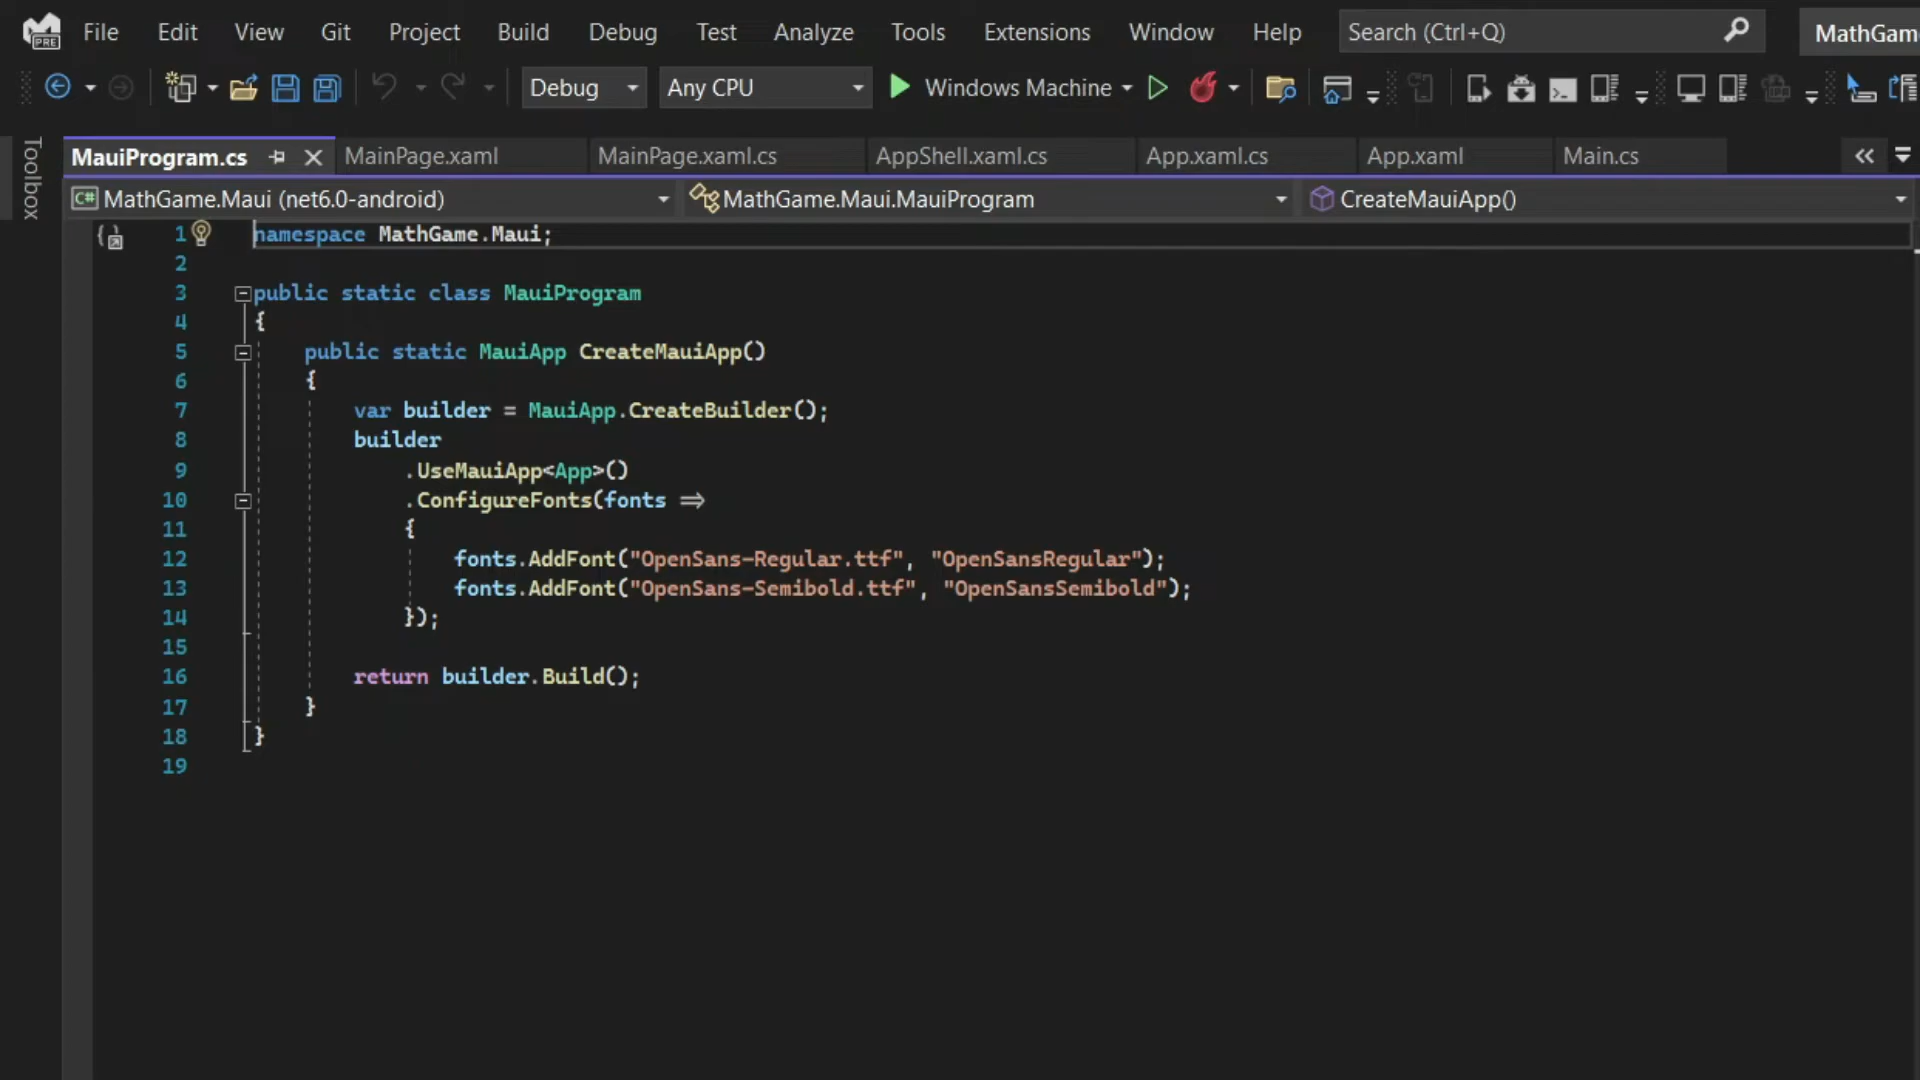 PRE File Edit View Git Project Build Debug Test Analyze Tools Extensions Window Help Search (Ctrl+Q) MathGam
Debug Any CPU Windows Machine
Toolbox
MauiProgram.cs MainPage.xaml MainPage.xaml.cs AppShell.xaml.cs App.xaml.cs App.xaml Main.cs
C# MathGame.Maui (net6.0-android) MathGame.Maui.MauiProgram CreateMauiApp()
1 namespace MathGame.Maui;
2
3 public static class MauiProgram
4 {
5 public static MauiApp CreateMauiApp()
6 {
7 var builder = MauiApp.CreateBuilder();
8 builder
9 .UseMauiApp<App>()
10 .ConfigureFonts(fonts =>
11 {
12 fonts.AddFont("OpenSans-Regular.ttf", "OpenSansRegular");
13 fonts.AddFont("OpenSans-Semibold.ttf", "OpenSansSemibold");
14 });
15
16 return builder.Build();
17 }
18 }
19